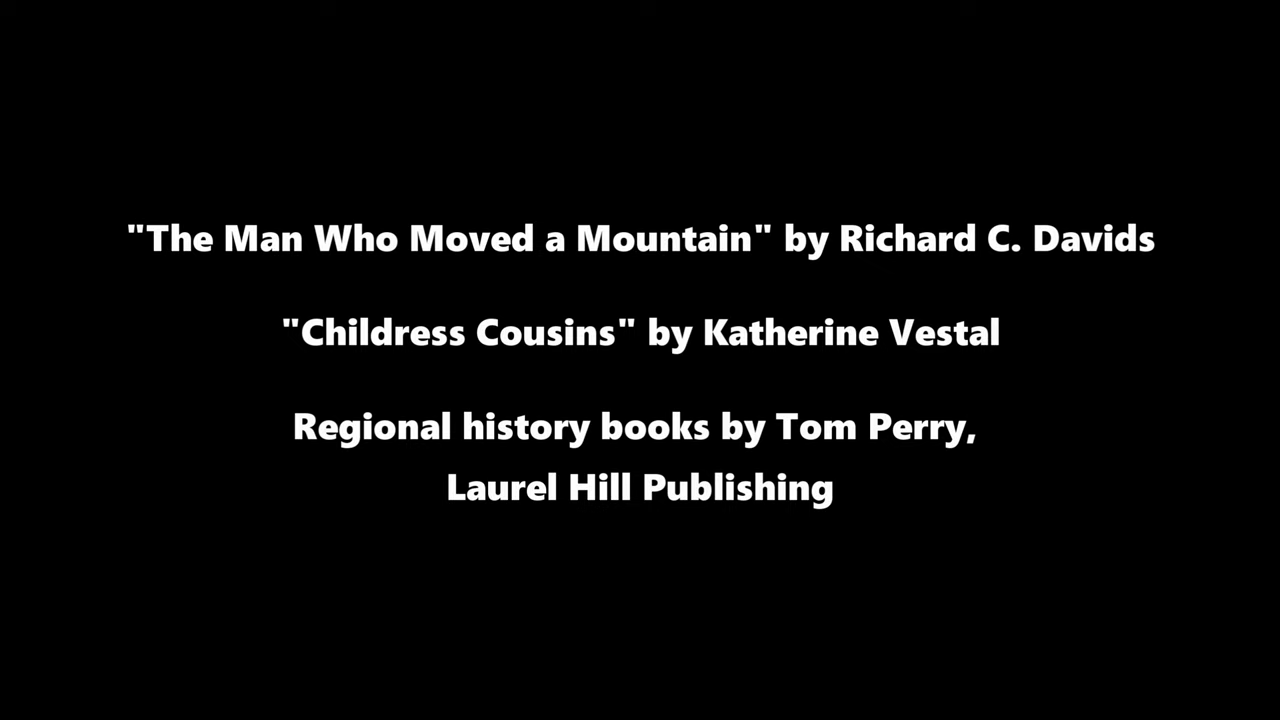 "The Man Who Moved a Mountain" by Richard C. Davids
"Childress Cousins" by Katherine Vestal
Regional history books by Tom Perry,
Laurel Hill Publishing